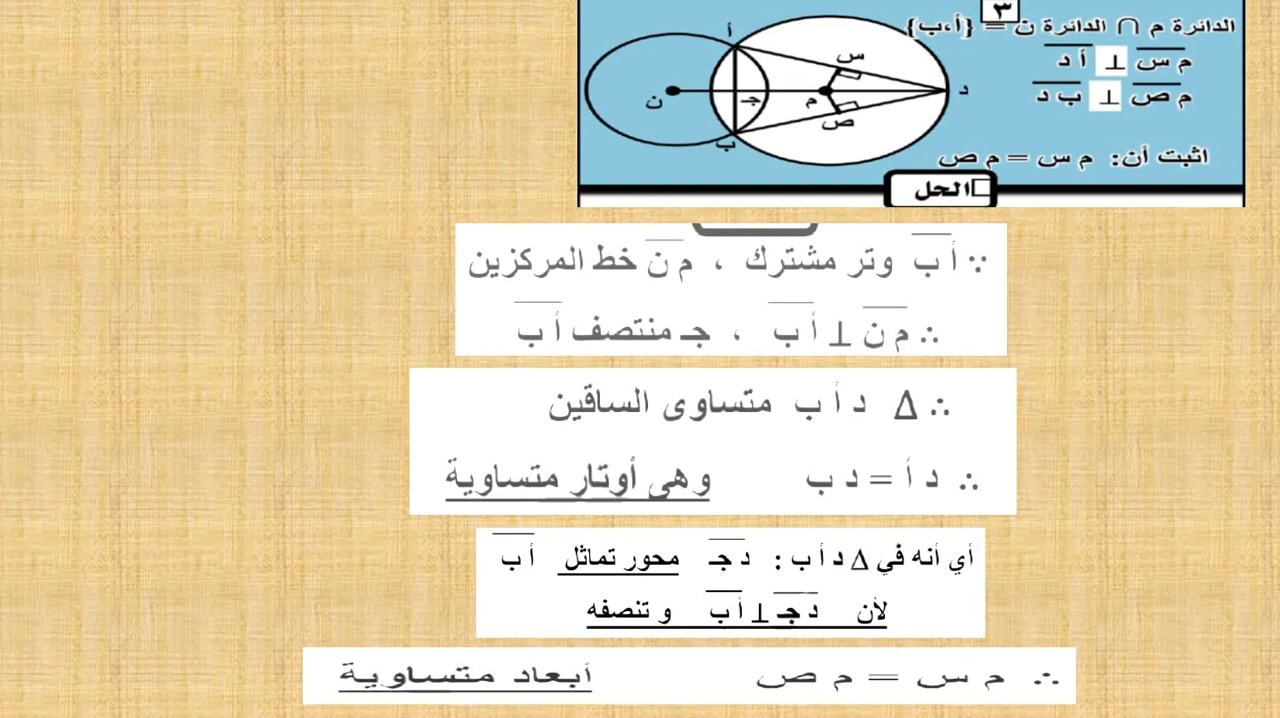 ٣
الدائرة م ∩ الدائرة ن = {أ،ب}
م س ⊥ أ د
م ص ⊥ ب د
اثبت أن: م س = م ص
أ
س
ن
جـ
م
د
ص
ب
الحل
∵ أ ب وتر مشترك ، م ن خط المركزين
∴ م ن ⊥ أ ب ، جـ منتصف أ ب
∴ Δ د أ ب متساوى الساقين
∴ د أ = د ب وهى أوتار متساوية
أي أنه في Δ د أ ب : د جـ محور تماثل أ ب
لأن د جـ ⊥ أ ب و تنصفه
∴ م س = م ص أبعاد متساوية